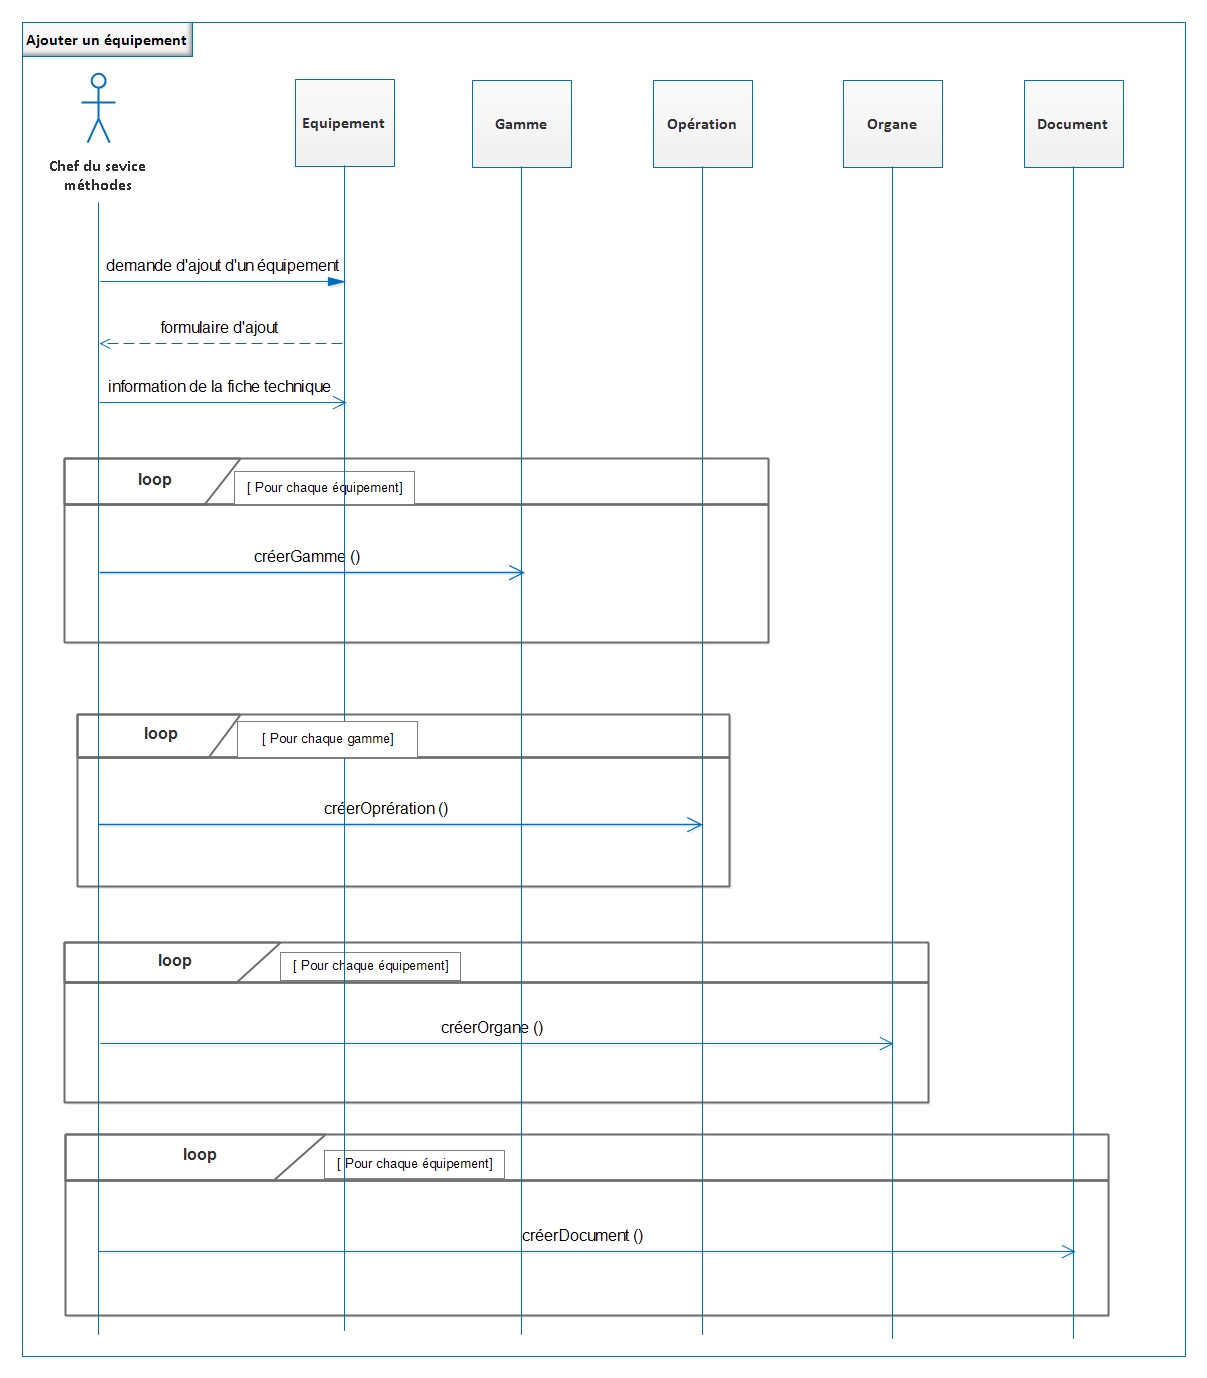 Ajouter un équipement
Equipement
Gamme
Opération
Organe
Document
Chef du sevice
méthodes
demande d'ajout d'un équipement
formulaire d'ajout
information de la fiche technique
loop
[ Pour chaque équipement]
créerGamme ()
loop
[ Pour chaque gamme]
créerOprération ()
loop
[ Pour chaque équipement]
créerOrgane ()
loop
[ Pour chaque équipement]
créerDocument ()